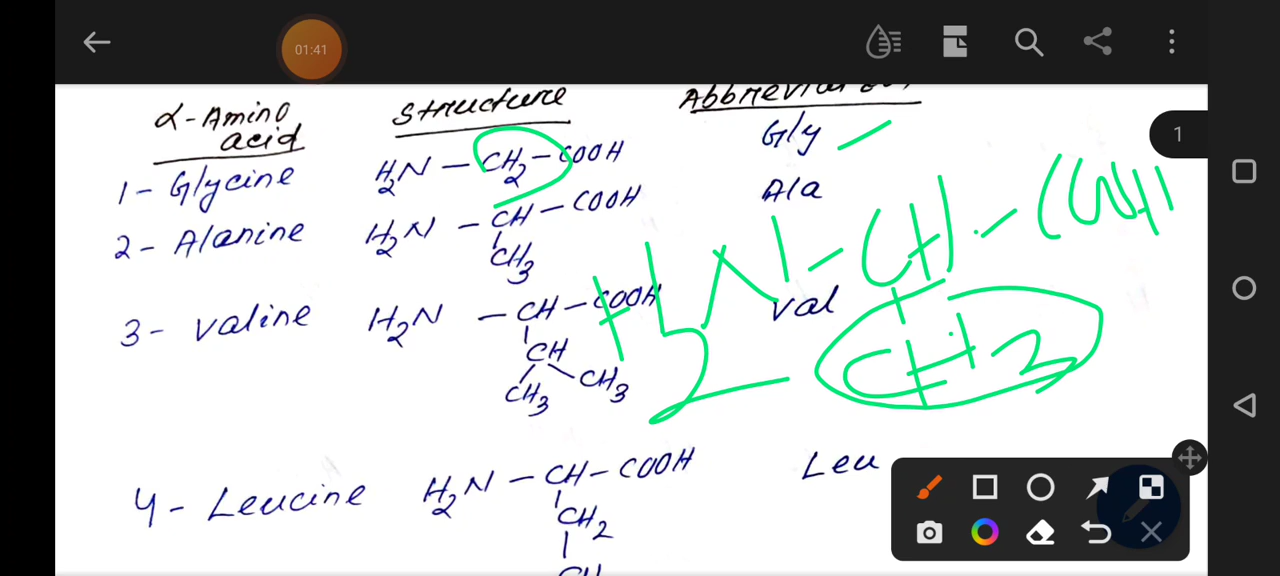 01:41
1
α-Amino acid Structure
1- Glycine H2N - CH2 - COOH Gly
2- Alanine H2N - CH - COOH Ala
CH3
H2N - CH - COOH
CH3
3- Valine H2N - CH - COOH Val
CH
CH3 CH3
4- Leucine H2N - CH - COOH Leu
CH2